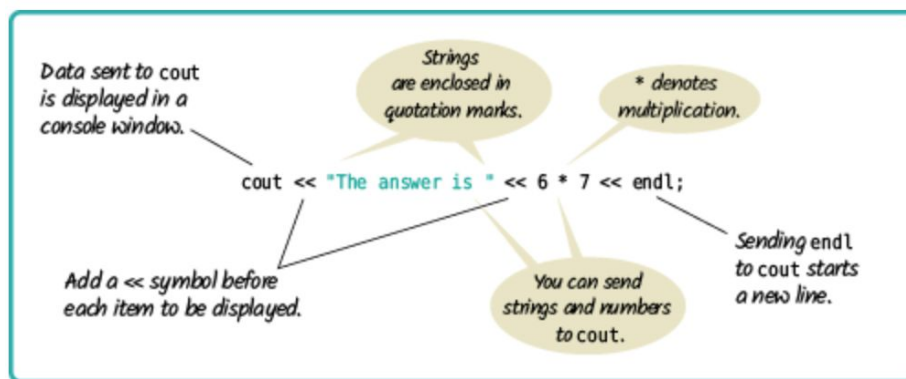 Data sent to cout
is displayed in a
console window.
Strings
are enclosed in
quotation marks.
* denotes
multiplication.
cout << "The answer is " << 6 * 7 << endl;
Add a << symbol before
each item to be displayed.
You can send
strings and numbers
to cout.
Sending endl
to cout starts
a new line.